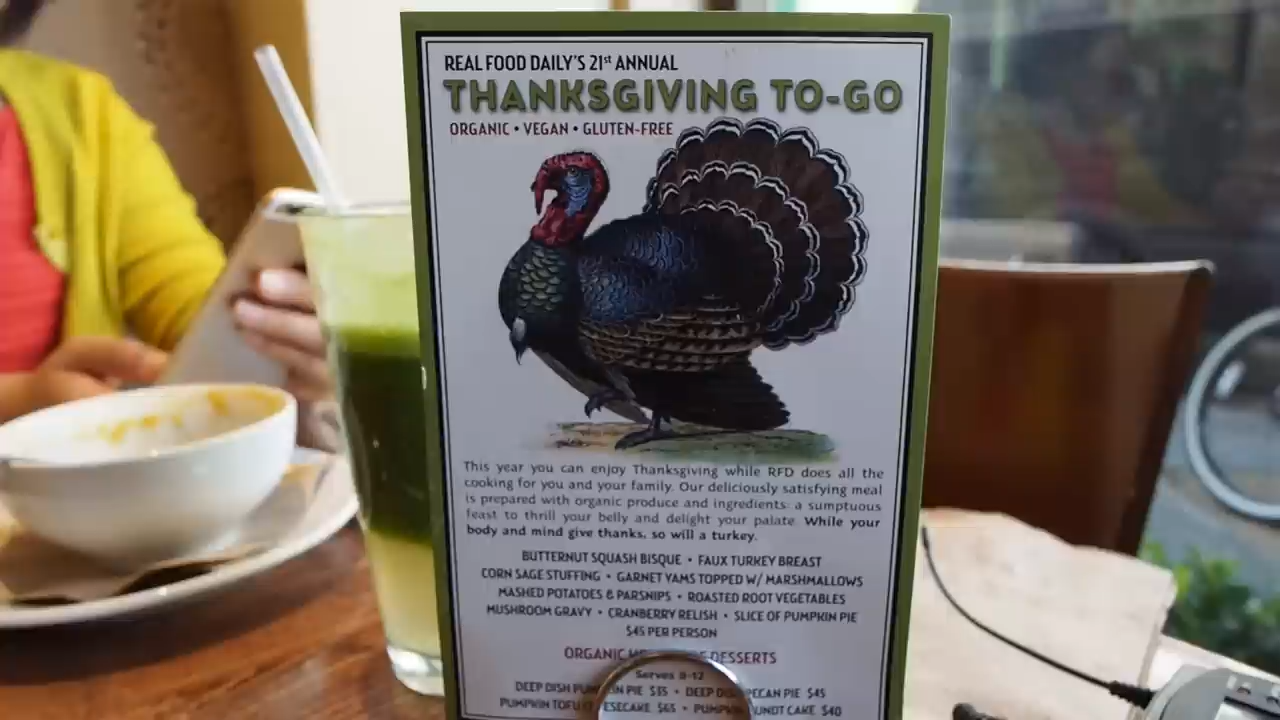 REAL FOOD DAILY'S 21st ANNUAL
THANKSGIVING TO-GO
ORGANIC • VEGAN • GLUTEN-FREE
This year you can enjoy Thanksgiving while RFD does all the
cooking for you and your family. Our deliciously satisfying meal
is prepared with organic produce and ingredients: a sumptuous
feast to thrill your belly and delight your palate. While your
body and mind give thanks, so will a turkey.
BUTTERNUT SQUASH BISQUE • FAUX TURKEY BREAST
CORN SAGE STUFFING • GARNET YAMS TOPPED W/ MARSHMALLOWS
MASHED POTATOES & PARSNIPS • ROASTED ROOT VEGETABLES
MUSHROOM GRAVY • CRANBERRY RELISH • SLICE OF PUMPKIN PIE
$45 PER PERSON
ORGANIC DESSERTS
Serves 8-12
DEEP DISH PIE $35 • DEEP PECAN PIE $45
PUMPKIN $65 • CAKE $40